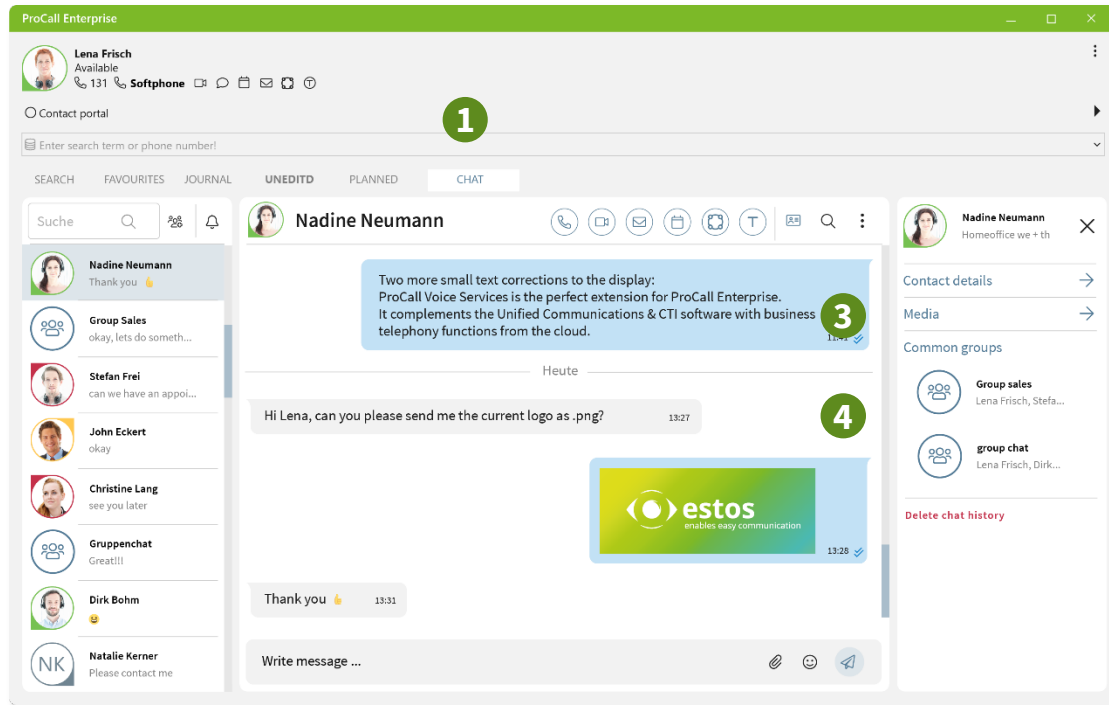 ProCall Enterprise
Lena Frisch
Available
131 Softphone
Contact portal
1
Enter search term or phone number!
SEARCH FAVOURITES JOURNAL UNEDITD PLANNED CHAT
Suche
Nadine Neumann
Thank you
Group Sales
okay, lets do someth...
Stefan Frei
can we have an appoi...
John Eckert
okay
Christine Lang
see you later
Gruppenchat
Great!!!
Dirk Bohm
NK
Natalie Kerner
Please contact me
Nadine Neumann
T
Two more small text corrections to the display:
ProCall Voice Services is the perfect extension for ProCall Enterprise.
It complements the Unified Communications & CTI software with business
telephony functions from the cloud.
3
Heute
Hi Lena, can you please send me the current logo as .png?
13:27
4
estos
enables easy communication
13:28
Thank you
13:31
Write message ...
Nadine Neumann
Homeoffice we + th
Contact details
Media
Common groups
Group sales
Lena Frisch, Stefa...
group chat
Lena Frisch, Dirk...
Delete chat history